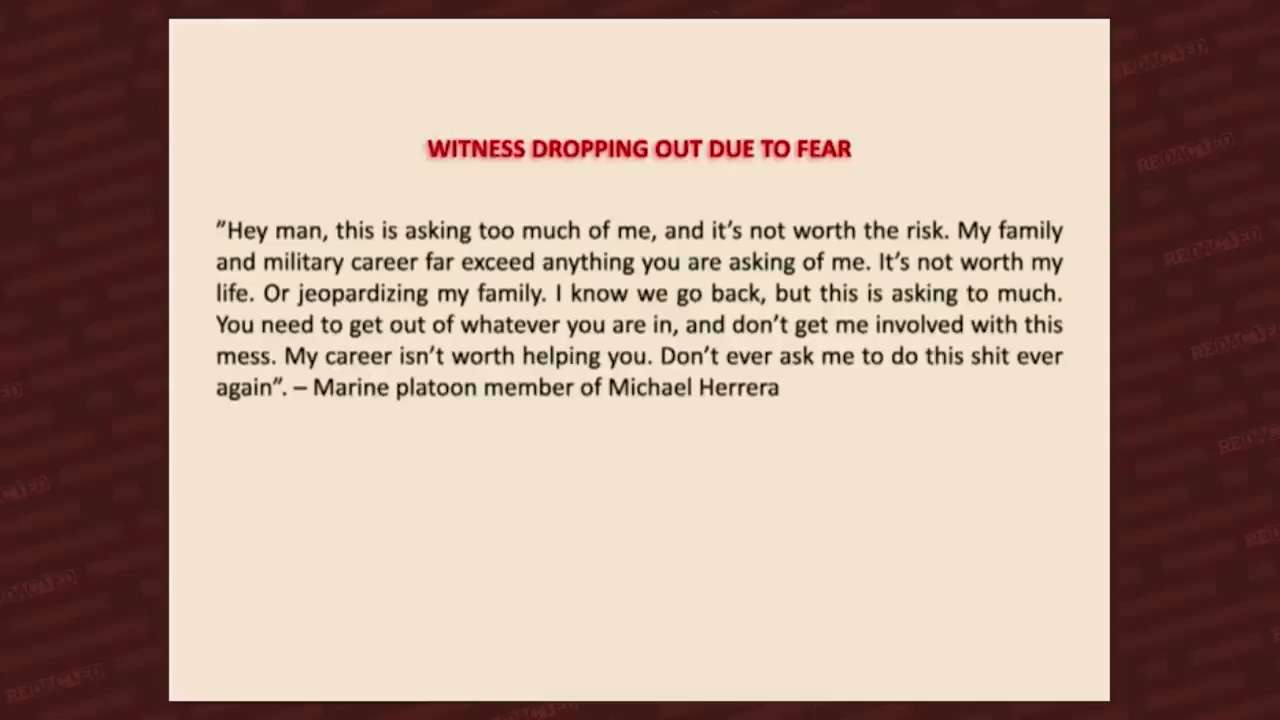 WITNESS DROPPING OUT DUE TO FEAR
"Hey man, this is asking too much of me, and it's not worth the risk. My family
and military career far exceed anything you are asking of me. It's not worth my
life. Or jeopardizing my family. I know we go back, but this is asking to much.
You need to get out of whatever you are in, and don't get me involved with this
mess. My career isn't worth helping you. Don't ever ask me to do this shit ever
again". – Marine platoon member of Michael Herrera
REDACTED
REDACTED
REDACTED